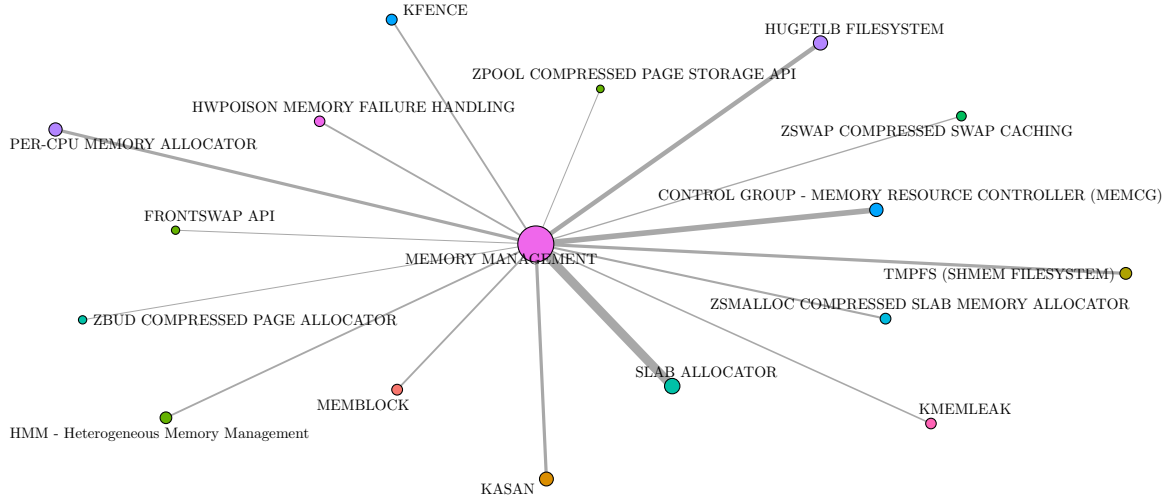 KFENCE
HUGETLB FILESYSTEM
ZPOOL COMPRESSED PAGE STORAGE API
HWPOISON MEMORY FAILURE HANDLING
ZSWAP COMPRESSED SWAP CACHING
PER-CPU MEMORY ALLOCATOR
CONTROL GROUP - MEMORY RESOURCE CONTROLLER (MEMCG)
FRONTSWAP API
MEMORY MANAGEMENT
TMPFS (SHMEM FILESYSTEM)
ZSMALLOC COMPRESSED SLAB MEMORY ALLOCATOR
ZBUD COMPRESSED PAGE ALLOCATOR
SLAB ALLOCATOR
MEMBLOCK
KMEMLEAK
HMM - Heterogeneous Memory Management
KASAN